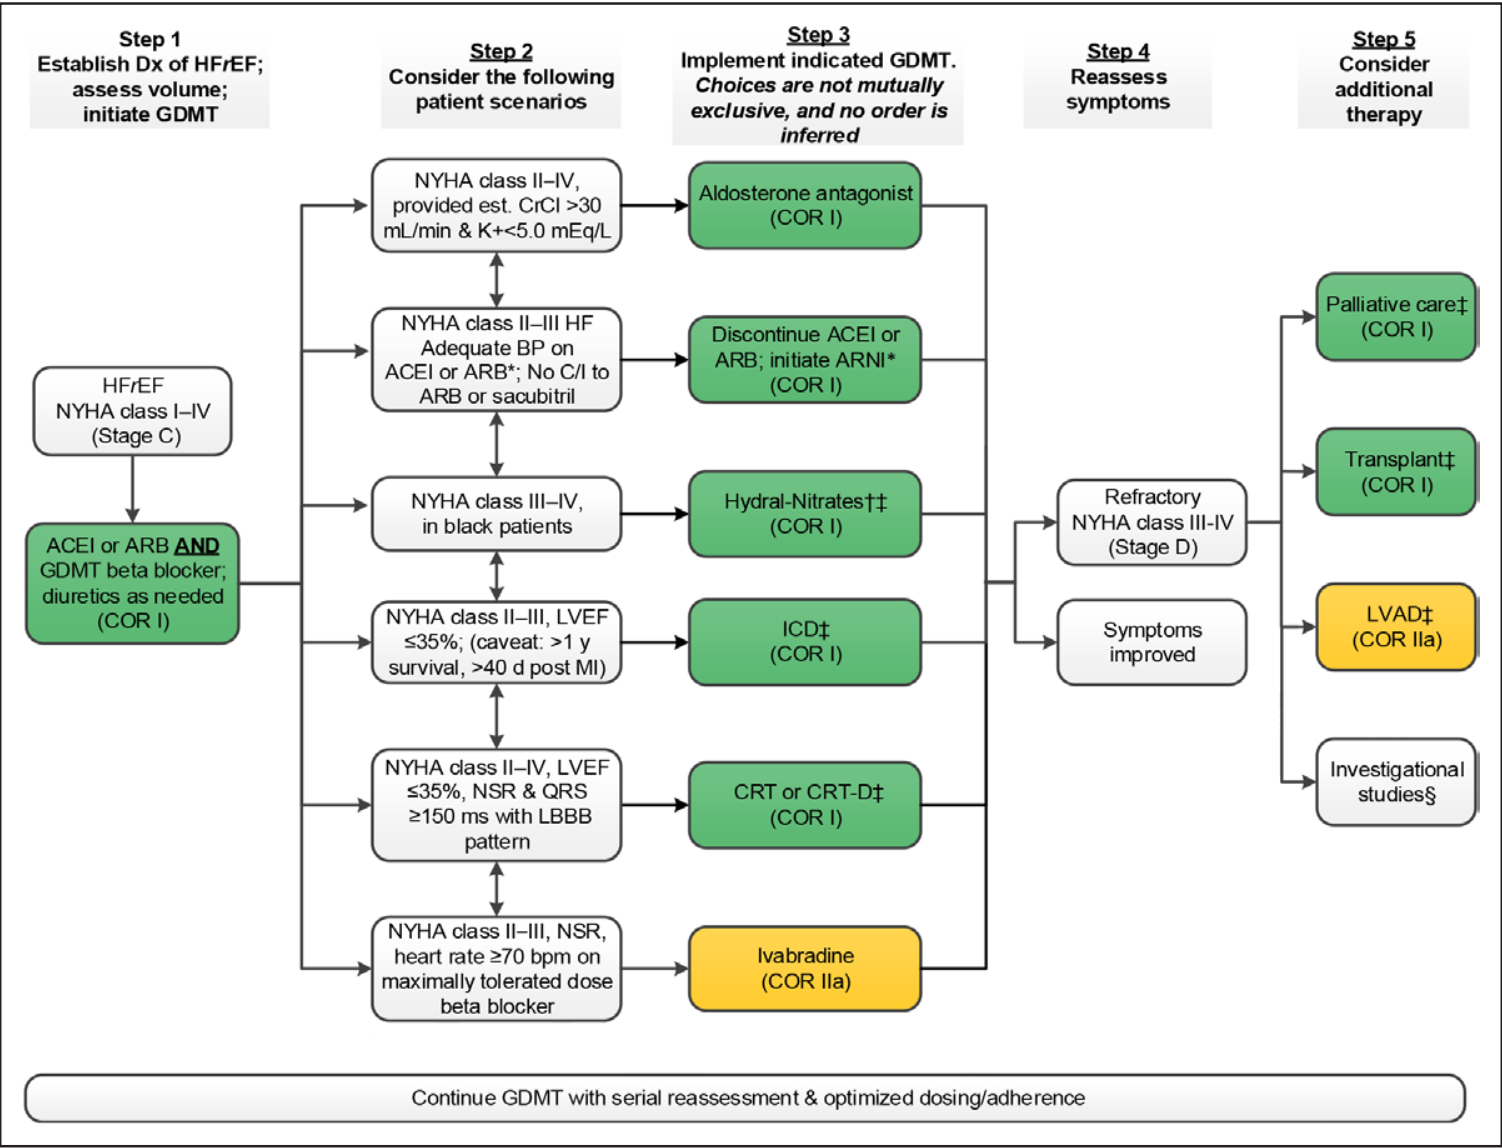 Step 1
Establish Dx of HFrEF;
assess volume;
initiate GDMT
Step 2
Consider the following
patient scenarios
Step 3
Implement indicated GDMT.
Choices are not mutually
exclusive, and no order is
inferred
Step 4
Reassess
symptoms
Step 5
Consider
additional
therapy
HFrEF
NYHA class I–IV
(Stage C)
ACEI or ARB AND
GDMT beta blocker;
diuretics as needed
(COR I)
NYHA class II–IV,
provided est. CrCl >30
mL/min & K+<5.0 mEq/L
NYHA class II–III HF
Adequate BP on
ACEI or ARB*; No C/I to
ARB or sacubitril
NYHA class III–IV,
in black patients
NYHA class II–III, LVEF
≤35%; (caveat: >1 y
survival, >40 d post MI)
NYHA class II–IV, LVEF
≤35%, NSR & QRS
≥150 ms with LBBB
pattern
NYHA class II–III, NSR,
heart rate ≥70 bpm on
maximally tolerated dose
beta blocker
Aldosterone antagonist
(COR I)
Discontinue ACEI or
ARB; initiate ARNI*
(COR I)
Hydral-Nitrates†‡
(COR I)
ICD‡
(COR I)
CRT or CRT-D‡
(COR I)
Ivabradine
(COR IIa)
Refractory
NYHA class III-IV
(Stage D)
Symptoms
improved
Palliative care‡
(COR I)
Transplant‡
(COR I)
LVAD‡
(COR IIa)
Investigational
studies§
Continue GDMT with serial reassessment & optimized dosing/adherence